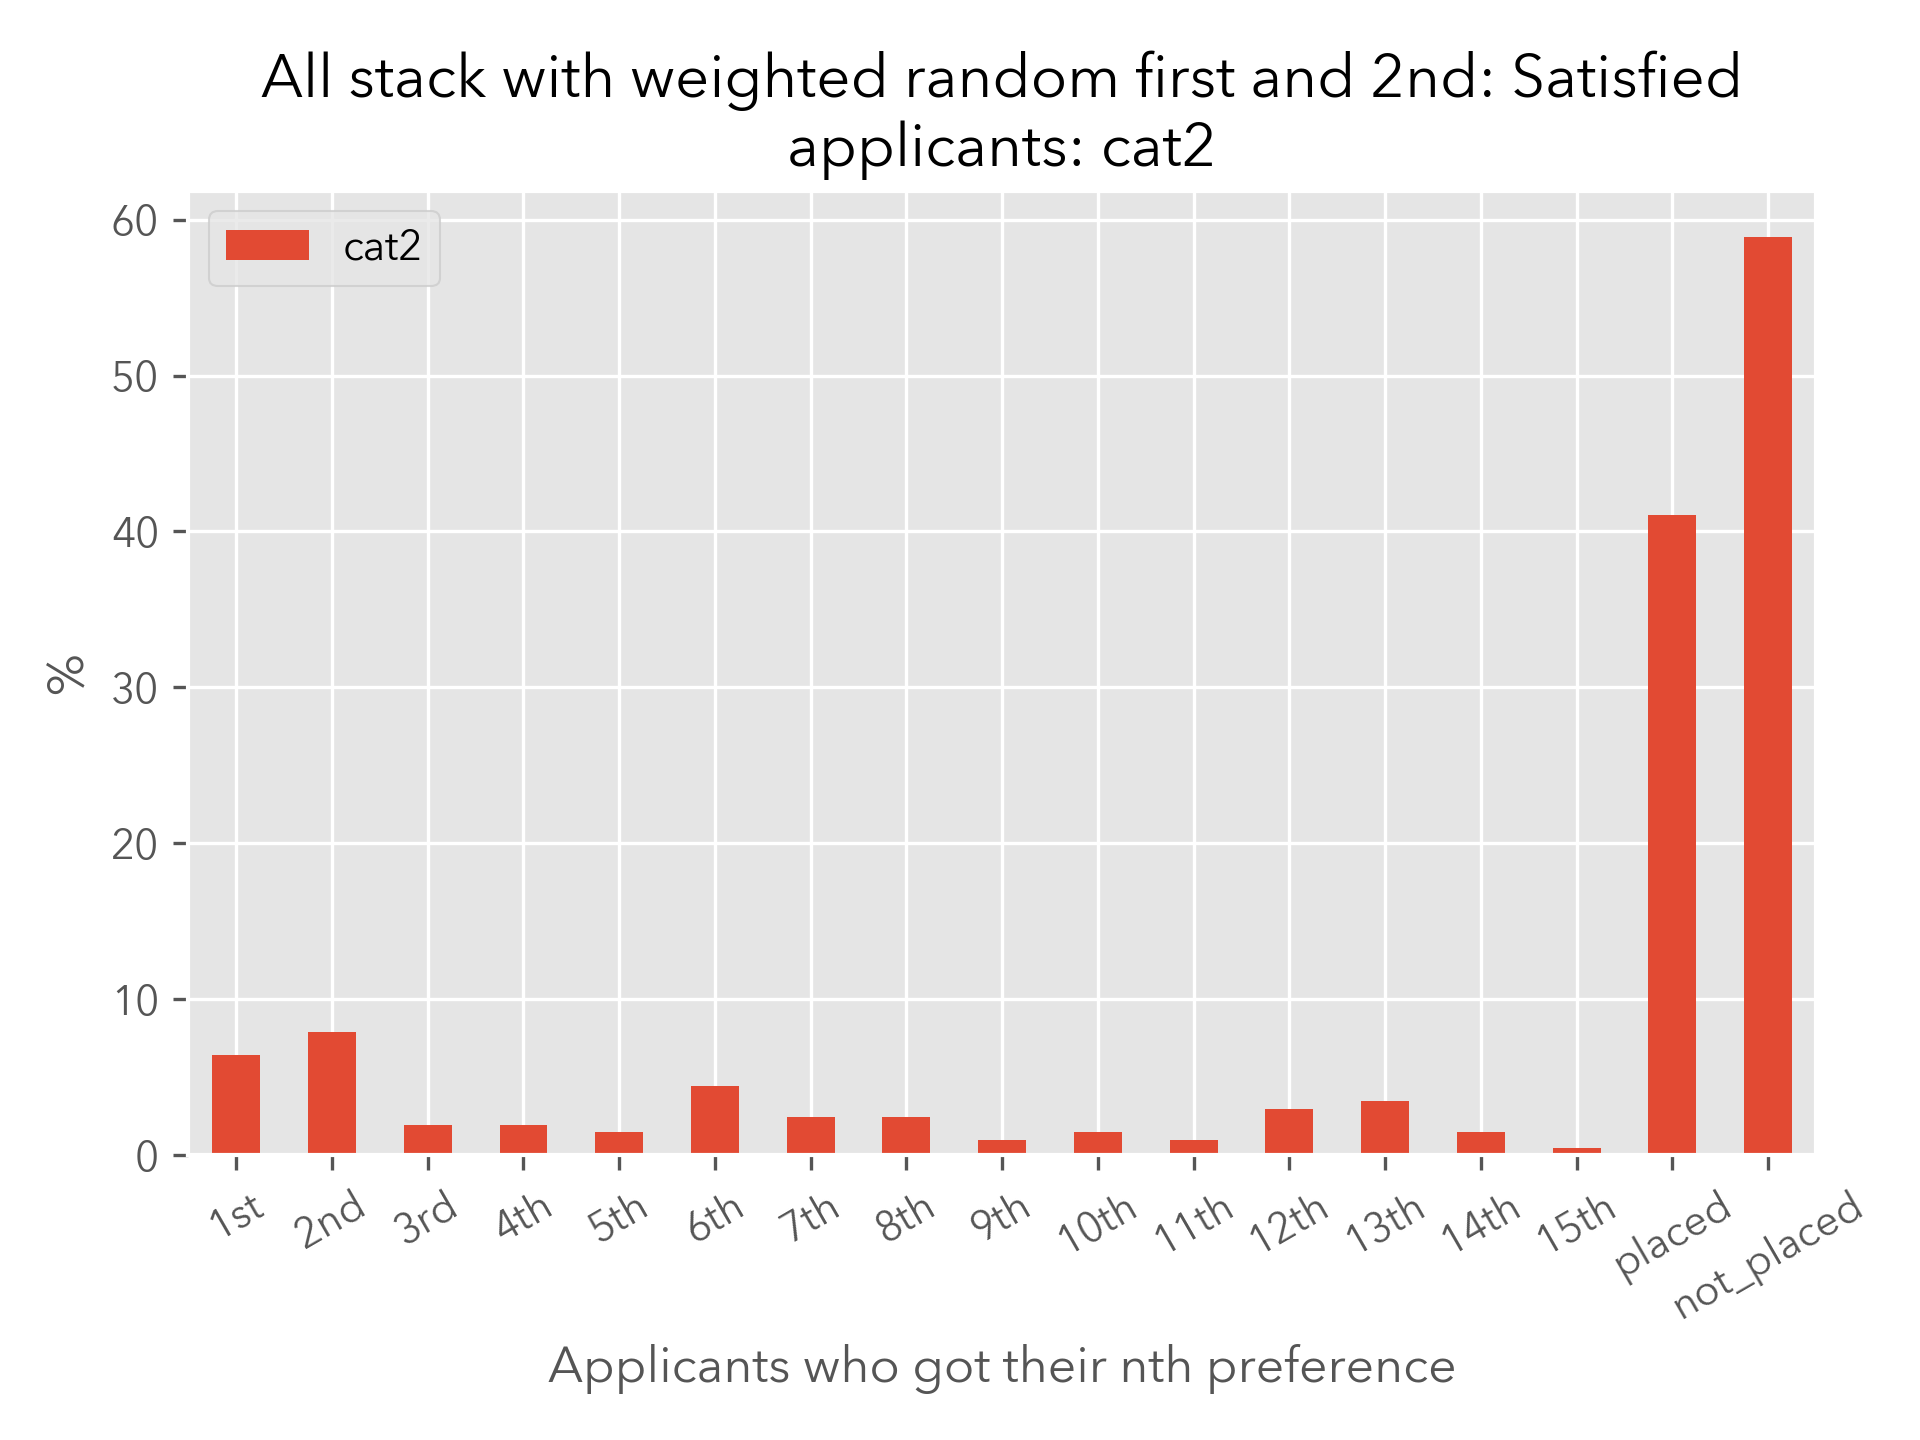 All stack with weighted random first and 2nd: Satisfied
applicants: cat2
cat2
60
50
40
30
20
10
0
%
1st 2nd 3rd 4th 5th 6th 7th 8th 9th 10th 11th 12th 13th 14th 15th placed not_placed
Applicants who got their nth preference